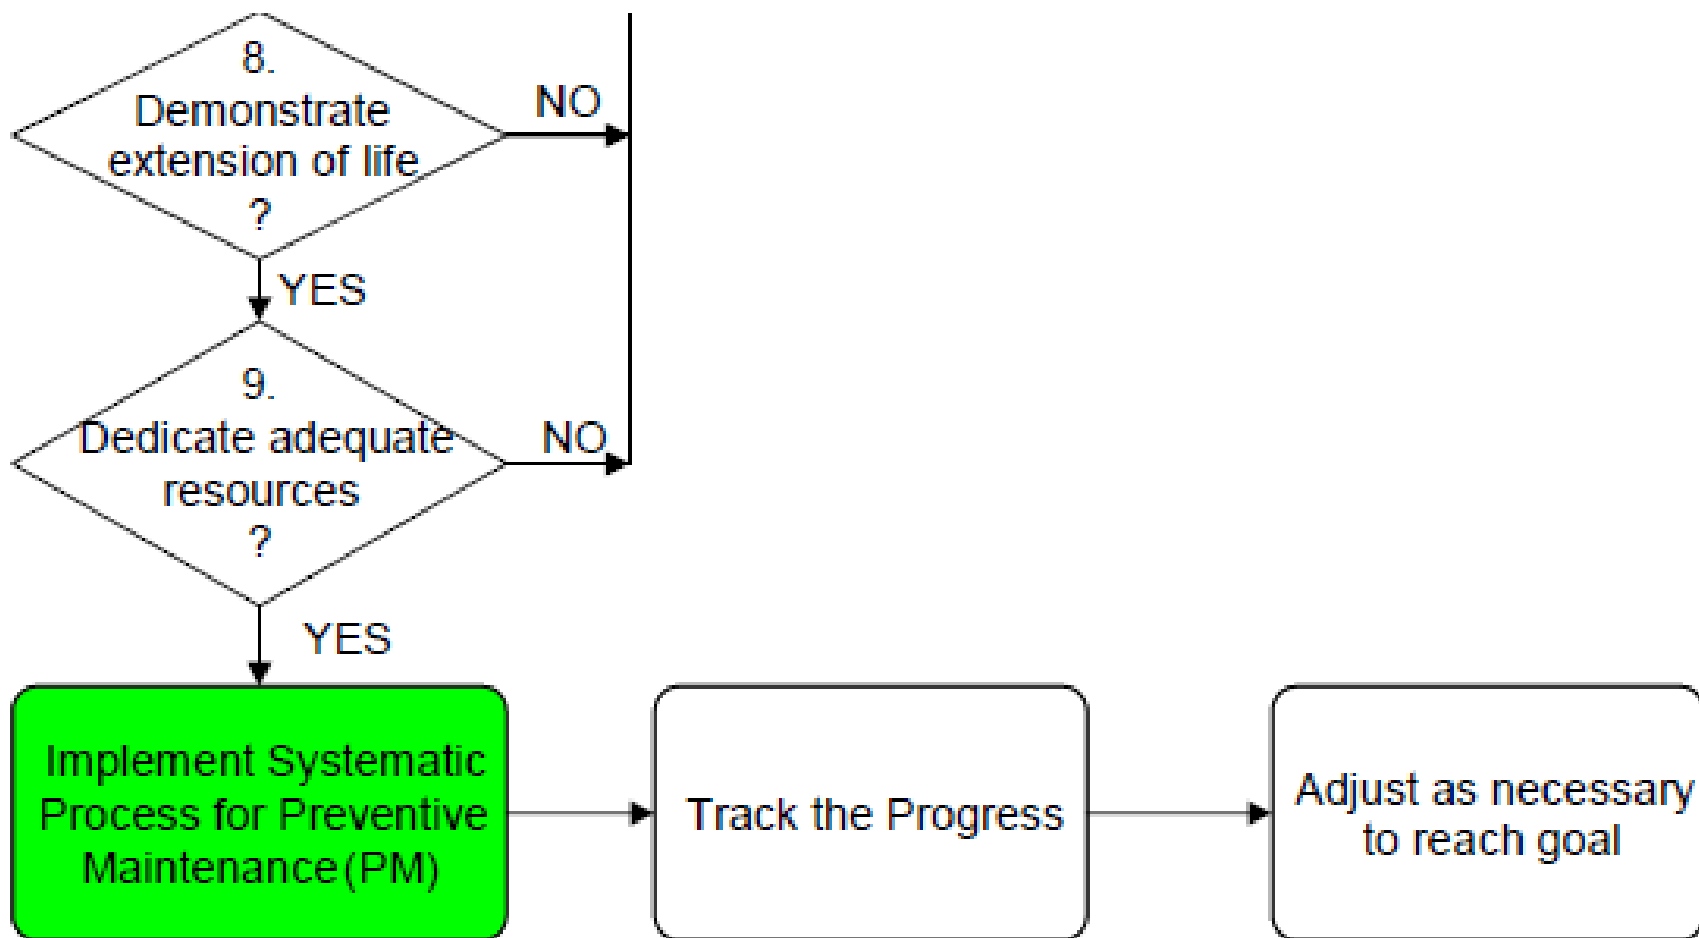 8.
Demonstrate
extension of life
?
NO
YES
9.
Dedicate adequate
resources
?
NO
YES
Implement Systematic
Process for Preventive
Maintenance (PM)
Track the Progress
Adjust as necessary
to reach goal